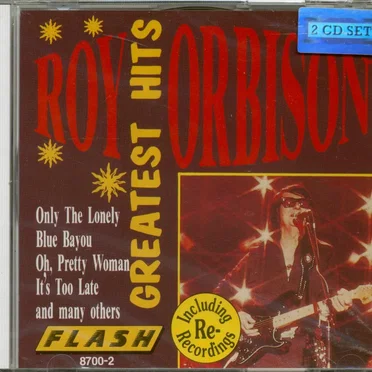 2 CD SET
ROY ORBISON
GREATEST HITS
Only The Lonely
Blue Bayou
Oh, Pretty Woman
It's Too Late
and many others
FLASH
8700-2
Including
Re-
Recordings